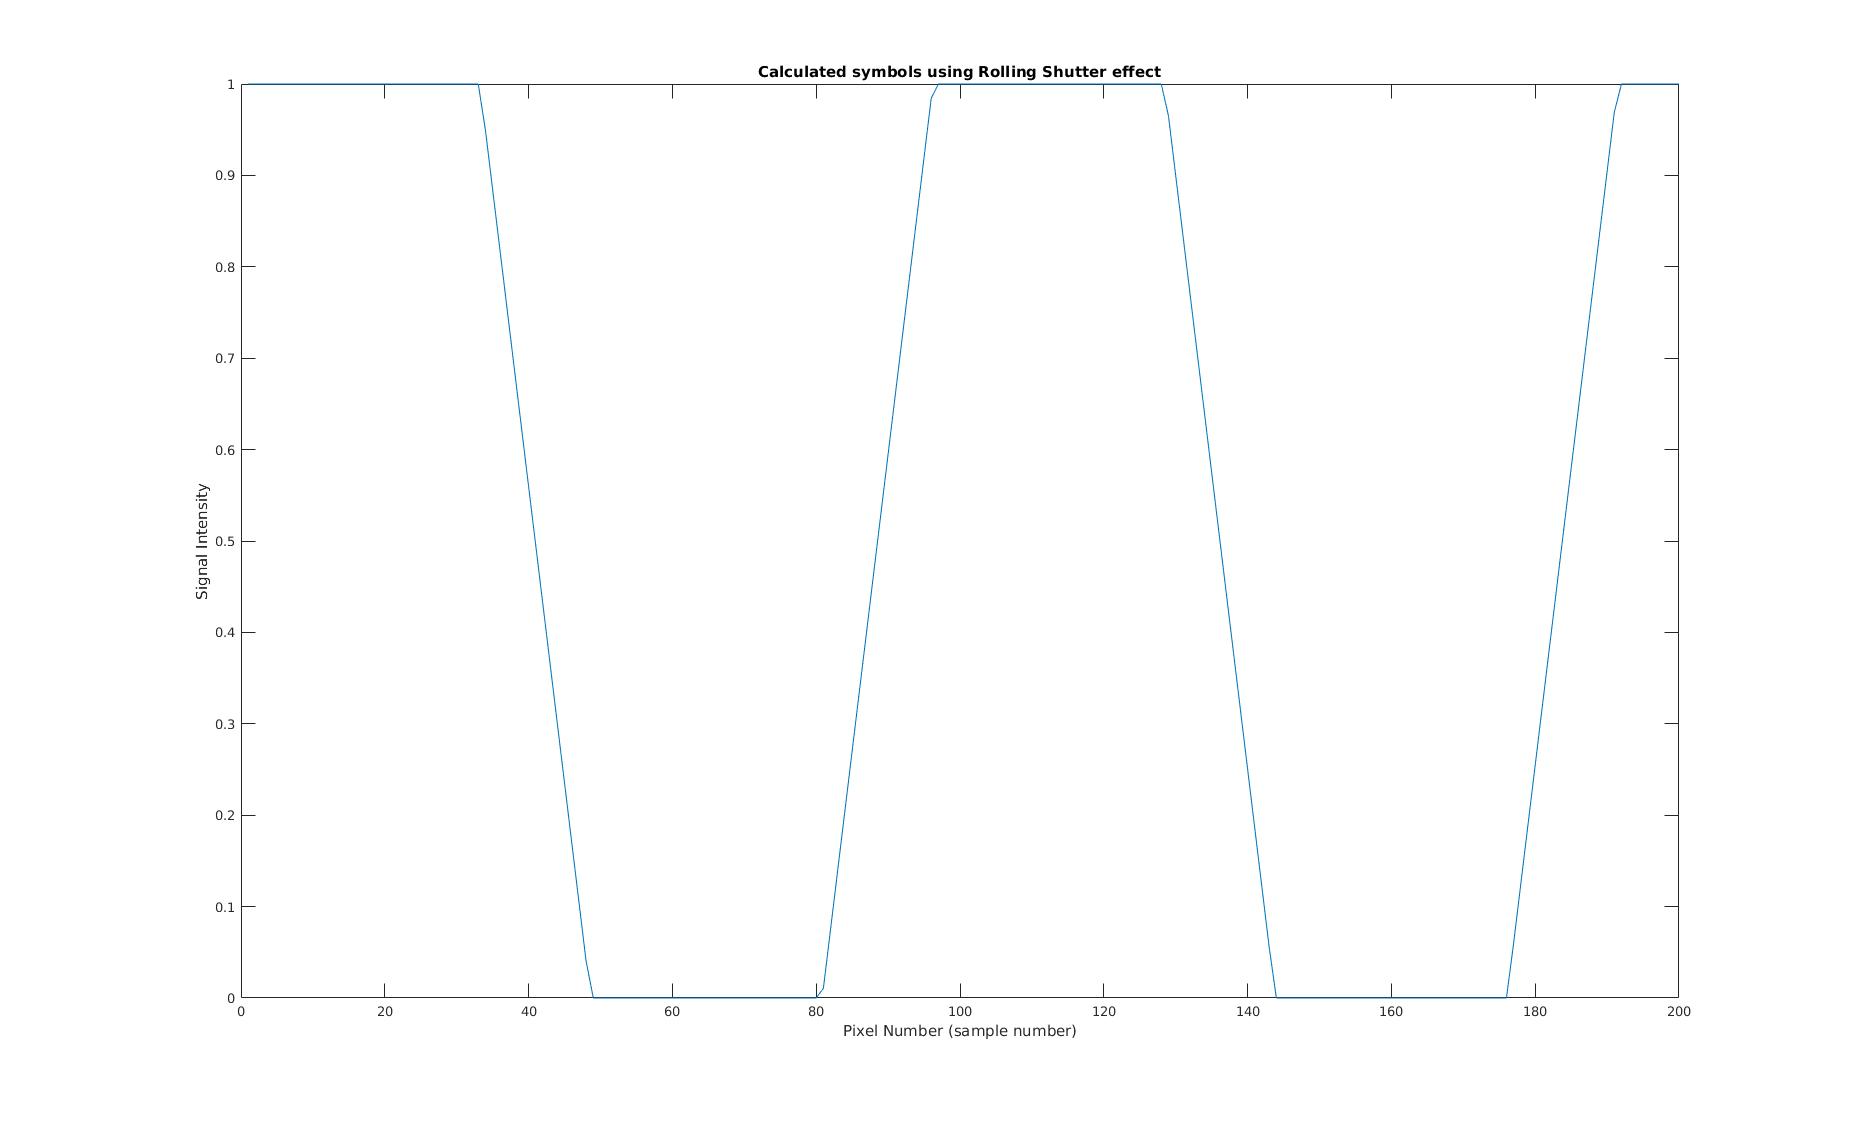 Calculated symbols using Rolling Shutter effect
1
0.9
0.8
0.7
0.6
0.5
0.4
0.3
0.2
0.1
0
Signal Intensity
0 20 40 60 80 100 120 140 160 180 200
Pixel Number (sample number)